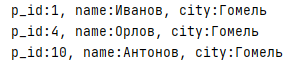 p_id:1, name:Иванов, city:Гомель
p_id:4, name:Орлов, city:Гомель
p_id:10, name:Антонов, city:Гомель